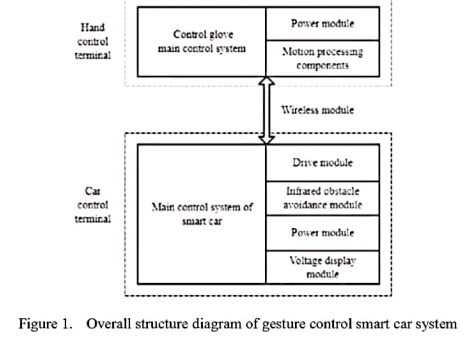 Hand
control
terminal
Control glove
main control system
Power module
Motion processing
components
Wireless module
Car
control
terminal
Main control system of
smart car
Drive module
Infrared obstacle
avoidance module
Power module
Voltage display
module
Figure 1. Overall structure diagram of gesture control smart car system